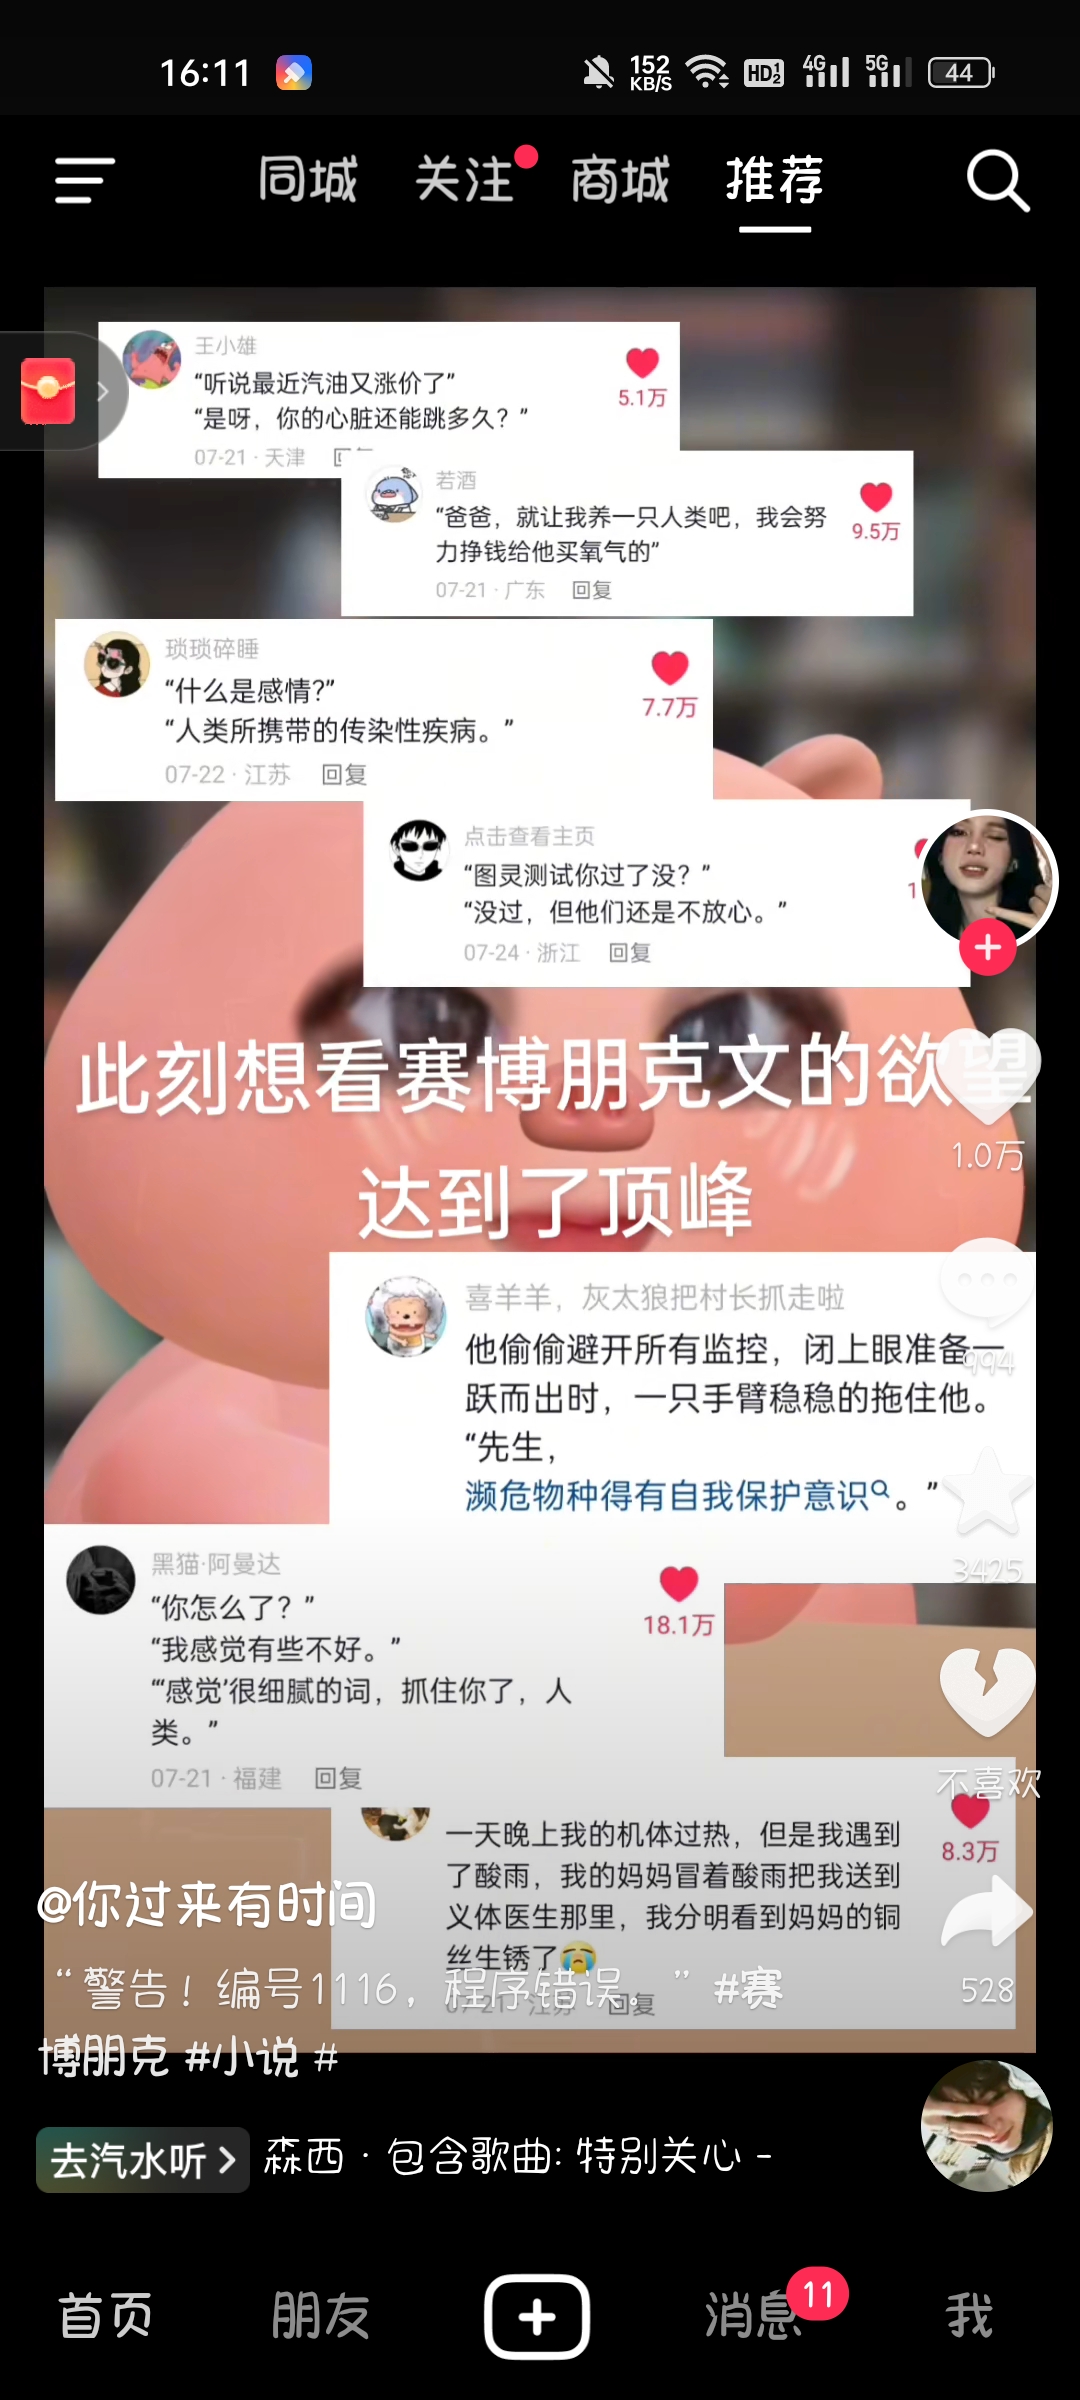 16:11
152
KB/S
HD 1 2
4G
5G
44
同城
关注
商城
推荐
王小雄
“听说最近汽油又涨价了”
“是呀，你的心脏还能跳多久？”
5.1万
07-21 · 天津
若酒
“爸爸，就让我养一只人类吧，我会努
力挣钱给他买氧气的”
9.5万
07-21 · 广东 回复
琐琐碎睡
“什么是感情？”
“人类所携带的传染性疾病。”
7.7万
07-22 · 江苏 回复
点击查看主页
“图灵测试你过了没？”
“没过，但他们还是不放心。”
07-24 · 浙江 回复
此刻想看赛博朋克文的欲望
达到了顶峰
1.0万
喜羊羊，灰太狼把村长抓走啦
他偷偷避开所有监控，闭上眼准备一
跃而出时，一只手臂稳稳的拖住他。
“先生，
濒危物种得有自我保护意识。”
994
3425
黑猫·阿曼达
“你怎么了？”
“我感觉有些不好。”
“‘感觉’很细腻的词，抓住你了，人
类。”
18.1万
07-21 · 福建 回复
不喜欢
一天晚上我的机体过热，但是我遇到
了酸雨，我的妈妈冒着酸雨把我送到
义体医生那里，我分明看到妈妈的铜
丝生锈了😭
8.3万
07-21 · 江苏 回复
528
@你过来有时间
“警告！编号1116，程序错误。”#赛
博朋克 #小说 #
去汽水听
森西 · 包含歌曲: 特别关心 -
首页
朋友
消息
11
我